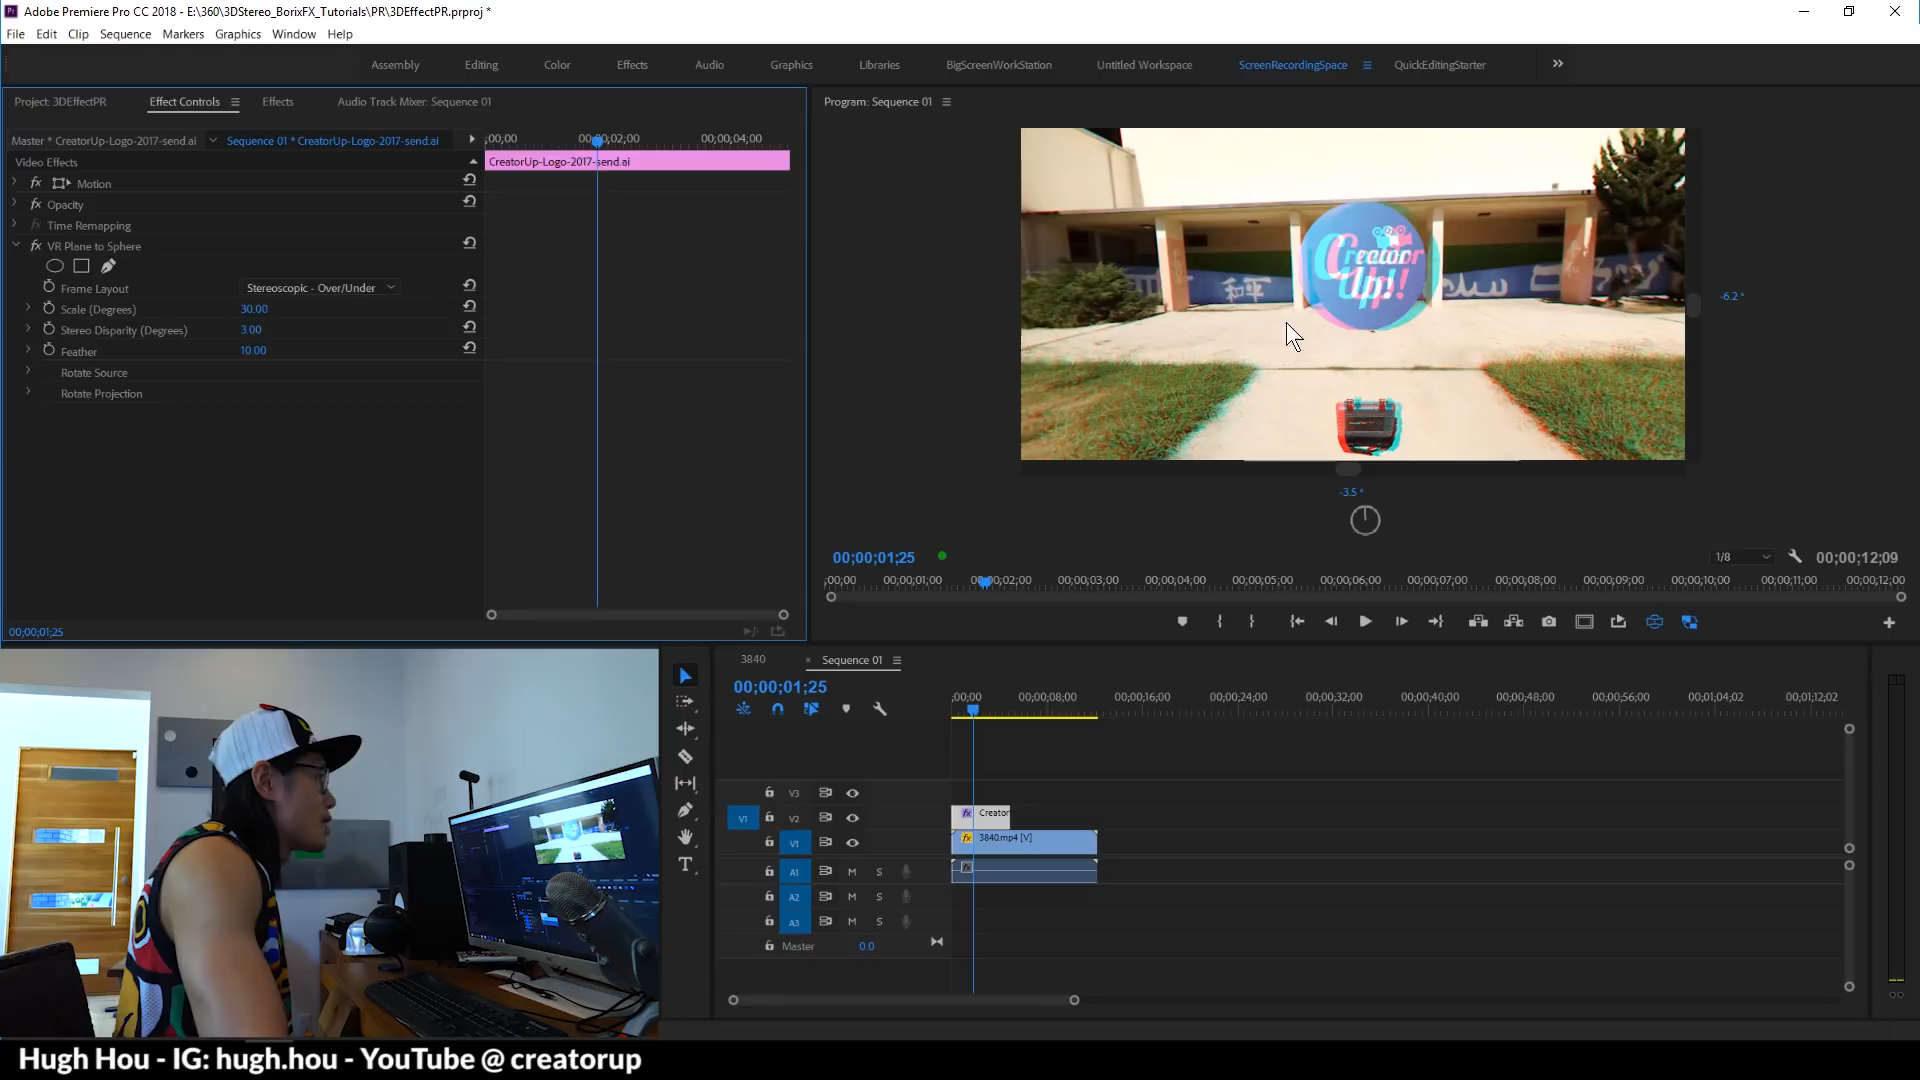 Adobe Premiere Pro CC 2018 - E:\360\3DStereo_BorixFX_Tutorials\PR\3DEffectPR.prproj *
File Edit Clip Sequence Markers Graphics Window Help
Assembly Editing Color Effects Audio Graphics Libraries BigScreenWorkStation Untitled Workspace ScreenRecordingSpace QuickEditingStarter
Project: 3DEffectPR Effect Controls Effects Audio Track Mixer: Sequence 01
Program: Sequence 01
Master * CreatorUp-Logo-2017-send.ai Sequence 01 * CreatorUp-Logo-2017-send.ai
;00;00 00;00;02;00 00;00;04;00
Video Effects
CreatorUp-Logo-2017-send.ai
fx Motion
fx Opacity
fx Time Remapping
fx VR Plane to Sphere
Frame Layout Stereoscopic - Over/Under
Scale (Degrees) 30.00
Stereo Disparity (Degrees) 3.00
Feather 10.00
Rotate Source
Rotate Projection
00;00;01;25
Creator
Up!!
和平
-6.2 °
-3.5 °
00;00;01;25 1/8 00;00;12;09
;00;00 00;00;01;00 00;00;02;00 00;00;03;00 00;00;04;00 00;00;05;00 00;00;06;00 00;00;07;00 00;00;08;00 00;00;09;00 00;00;10;00 00;00;11;00 00;00;12;00
3840 × Sequence 01
00;00;01;25
;00;00 00;00;08;00 00;00;16;00 00;00;24;00 00;00;32;00 00;00;40;00 00;00;48;00 00;00;56;00 00;01;04;02 00;01;12;02
V3
V1 V2 fx Creator
V1 fx 3840.mp4 [V]
A1 M S fx
A2 M S
A3 M S
Master 0.0
Hugh Hou - IG: hugh.hou - YouTube @ creatorup